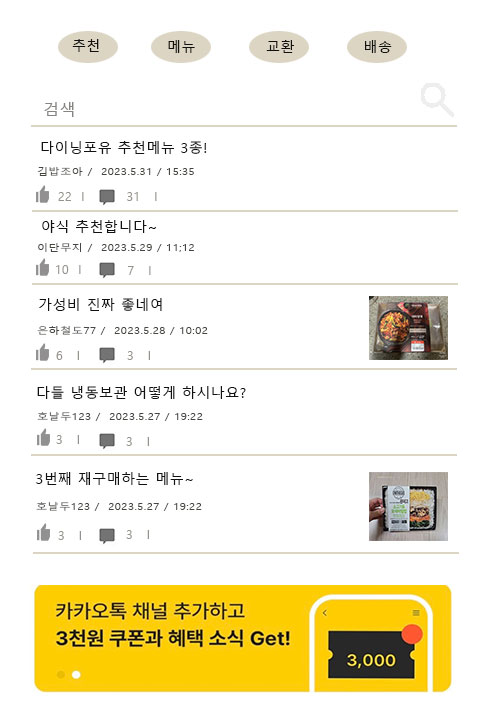 추천 메뉴 교환 배송
검색
다이닝포유 추천메뉴 3종!
김밥조아 / 2023.5.31 / 15:35
22 | 31 |
야식 추천합니다~
이단무지 / 2023.5.29 / 11;12
10 | 7 |
가성비 진짜 좋네여
은하철도77 / 2023.5.28 / 10:02
6 | 3 |
다들 냉동보관 어떻게 하시나요?
호날두123 / 2023.5.27 / 19:22
3 | 3 |
3번째 재구매하는 메뉴~
호날두123 / 2023.5.27 / 19:22
3 | 3 |
카카오톡 채널 추가하고
3천원 쿠폰과 혜택 소식 Get!
3,000